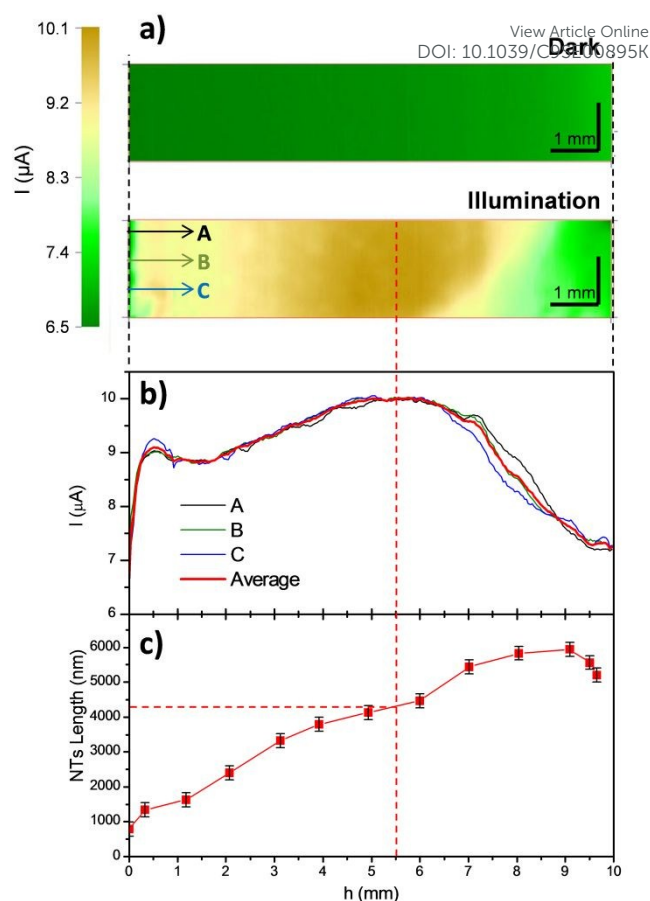 View Article Online
DOI: 10.1039/C9SE00895K
a)
Dark
10.1
9.2
8.3
7.4
6.5
I (µA)
1 mm
Illumination
A
B
C
1 mm
b)
10
9
8
7
6
I (µA)
A
B
C
Average
c)
6000
5000
4000
3000
2000
1000
0
NTs Length (nm)
0 1 2 3 4 5 6 7 8 9 10
h (mm)